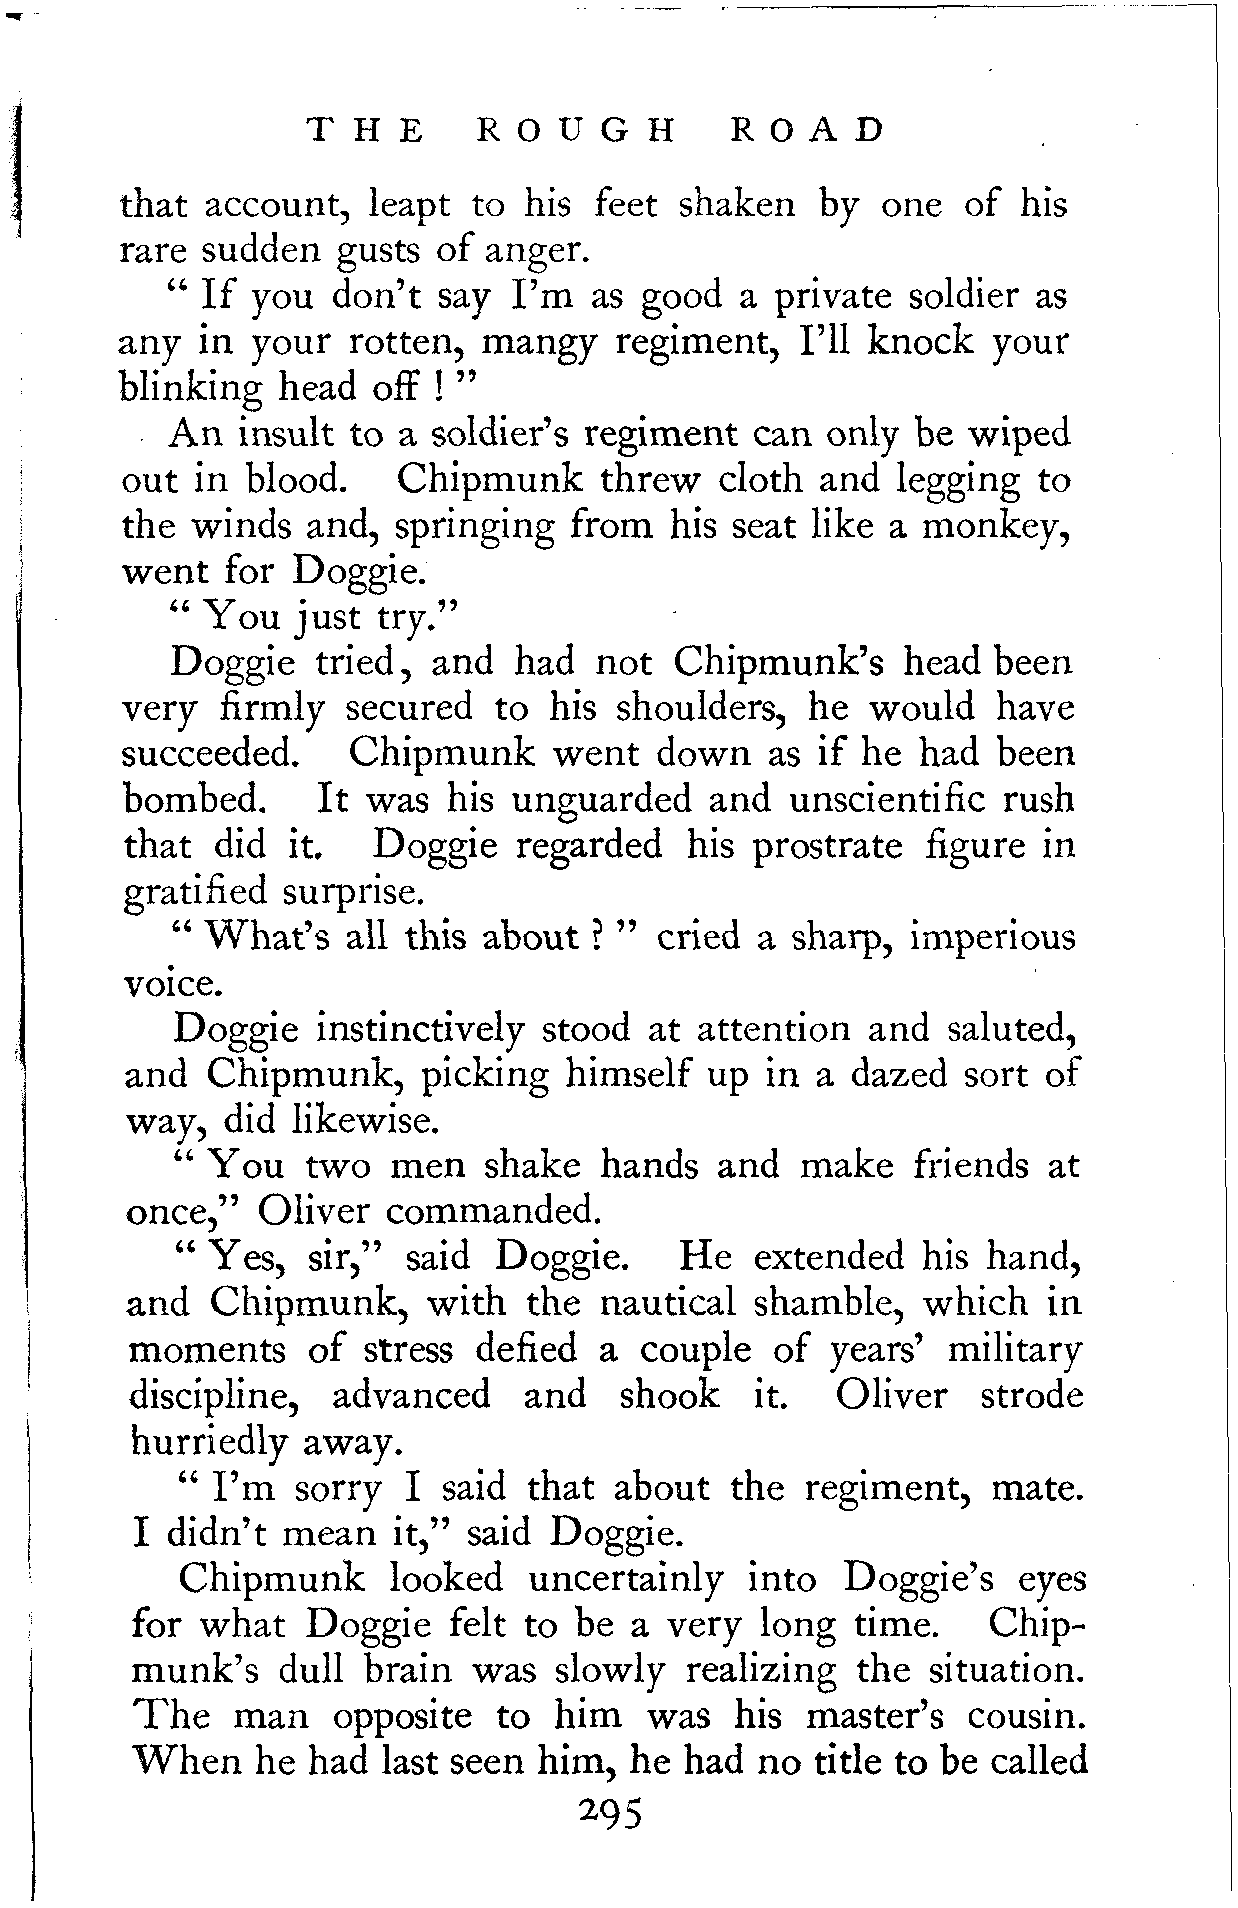 THE ROUGH ROAD
that account, leapt to his feet shaken by one of his
rare sudden gusts of anger.
“ If you don’t say I’m as good a private soldier as
any in your rotten, mangy regiment, I’ll knock your
blinking head off ! ”
An insult to a soldier’s regiment can only be wiped
out in blood. Chipmunk threw cloth and legging to
the winds and, springing from his seat like a monkey,
went for Doggie.
“ You just try.”
Doggie tried, and had not Chipmunk’s head been
very firmly secured to his shoulders, he would have
succeeded. Chipmunk went down as if he had been
bombed. It was his unguarded and unscientific rush
that did it. Doggie regarded his prostrate figure in
gratified surprise.
“ What’s all this about ? ” cried a sharp, imperious
voice.
Doggie instinctively stood at attention and saluted,
and Chipmunk, picking himself up in a dazed sort of
way, did likewise.
“ You two men shake hands and make friends at
once,” Oliver commanded.
“ Yes, sir,” said Doggie. He extended his hand,
and Chipmunk, with the nautical shamble, which in
moments of stress defied a couple of years’ military
discipline, advanced and shook it. Oliver strode
hurriedly away.
“ I’m sorry I said that about the regiment, mate.
I didn’t mean it,” said Doggie.
Chipmunk looked uncertainly into Doggie’s eyes
for what Doggie felt to be a very long time. Chip-
munk’s dull brain was slowly realizing the situation.
The man opposite to him was his master’s cousin.
When he had last seen him, he had no title to be called
295